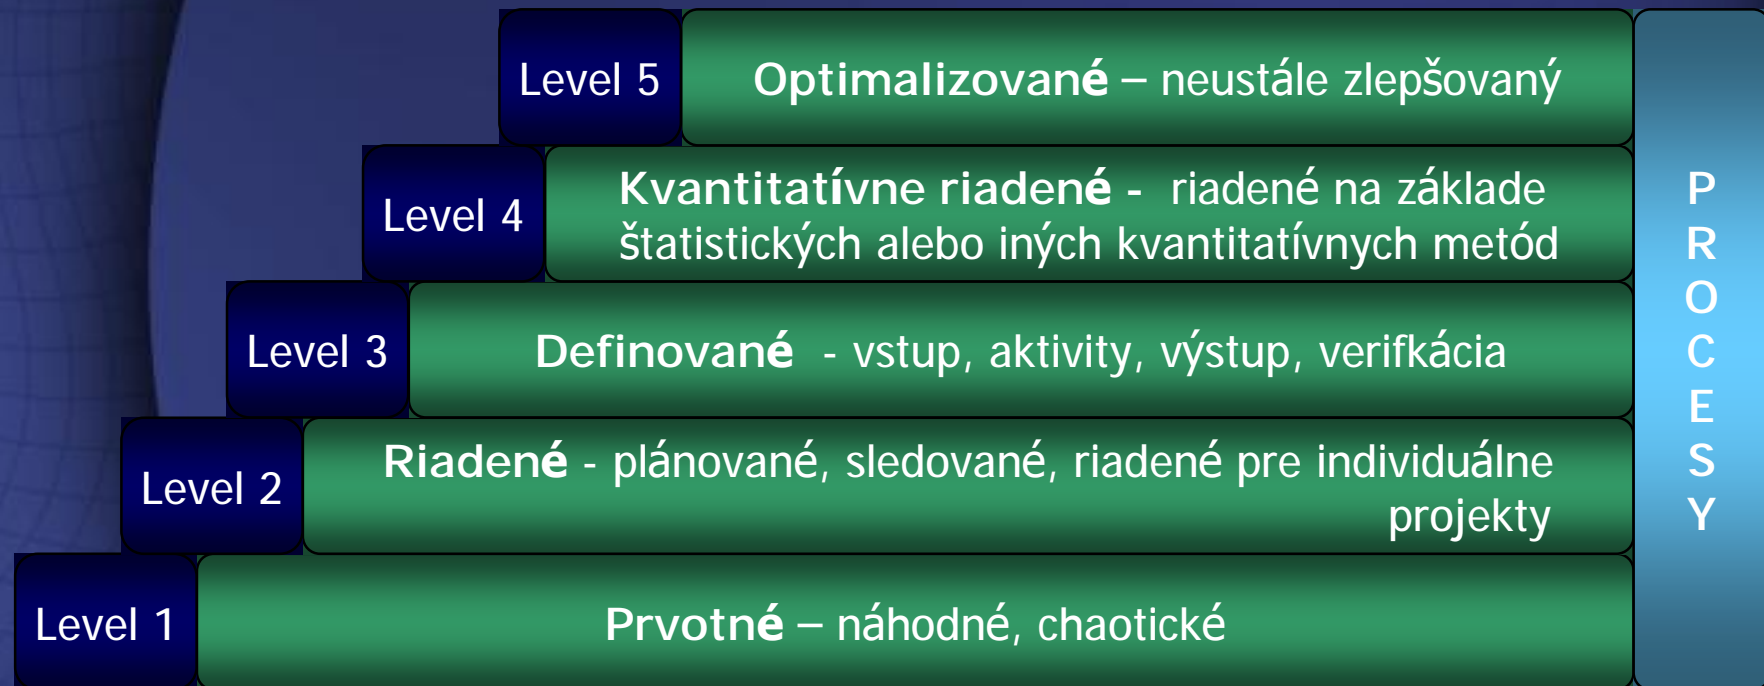 Level 5
Optimalizované – neustále zlepšovaný
Level 4
Kvantitatívne riadené - riadené na základe
štatistických alebo iných kvantitatívnych metód
Level 3
Definované - vstup, aktivity, výstup, verifkácia
Level 2
Riadené - plánované, sledované, riadené pre individuálne
projekty
Level 1
Prvotné – náhodné, chaotické
P
R
O
C
E
S
Y